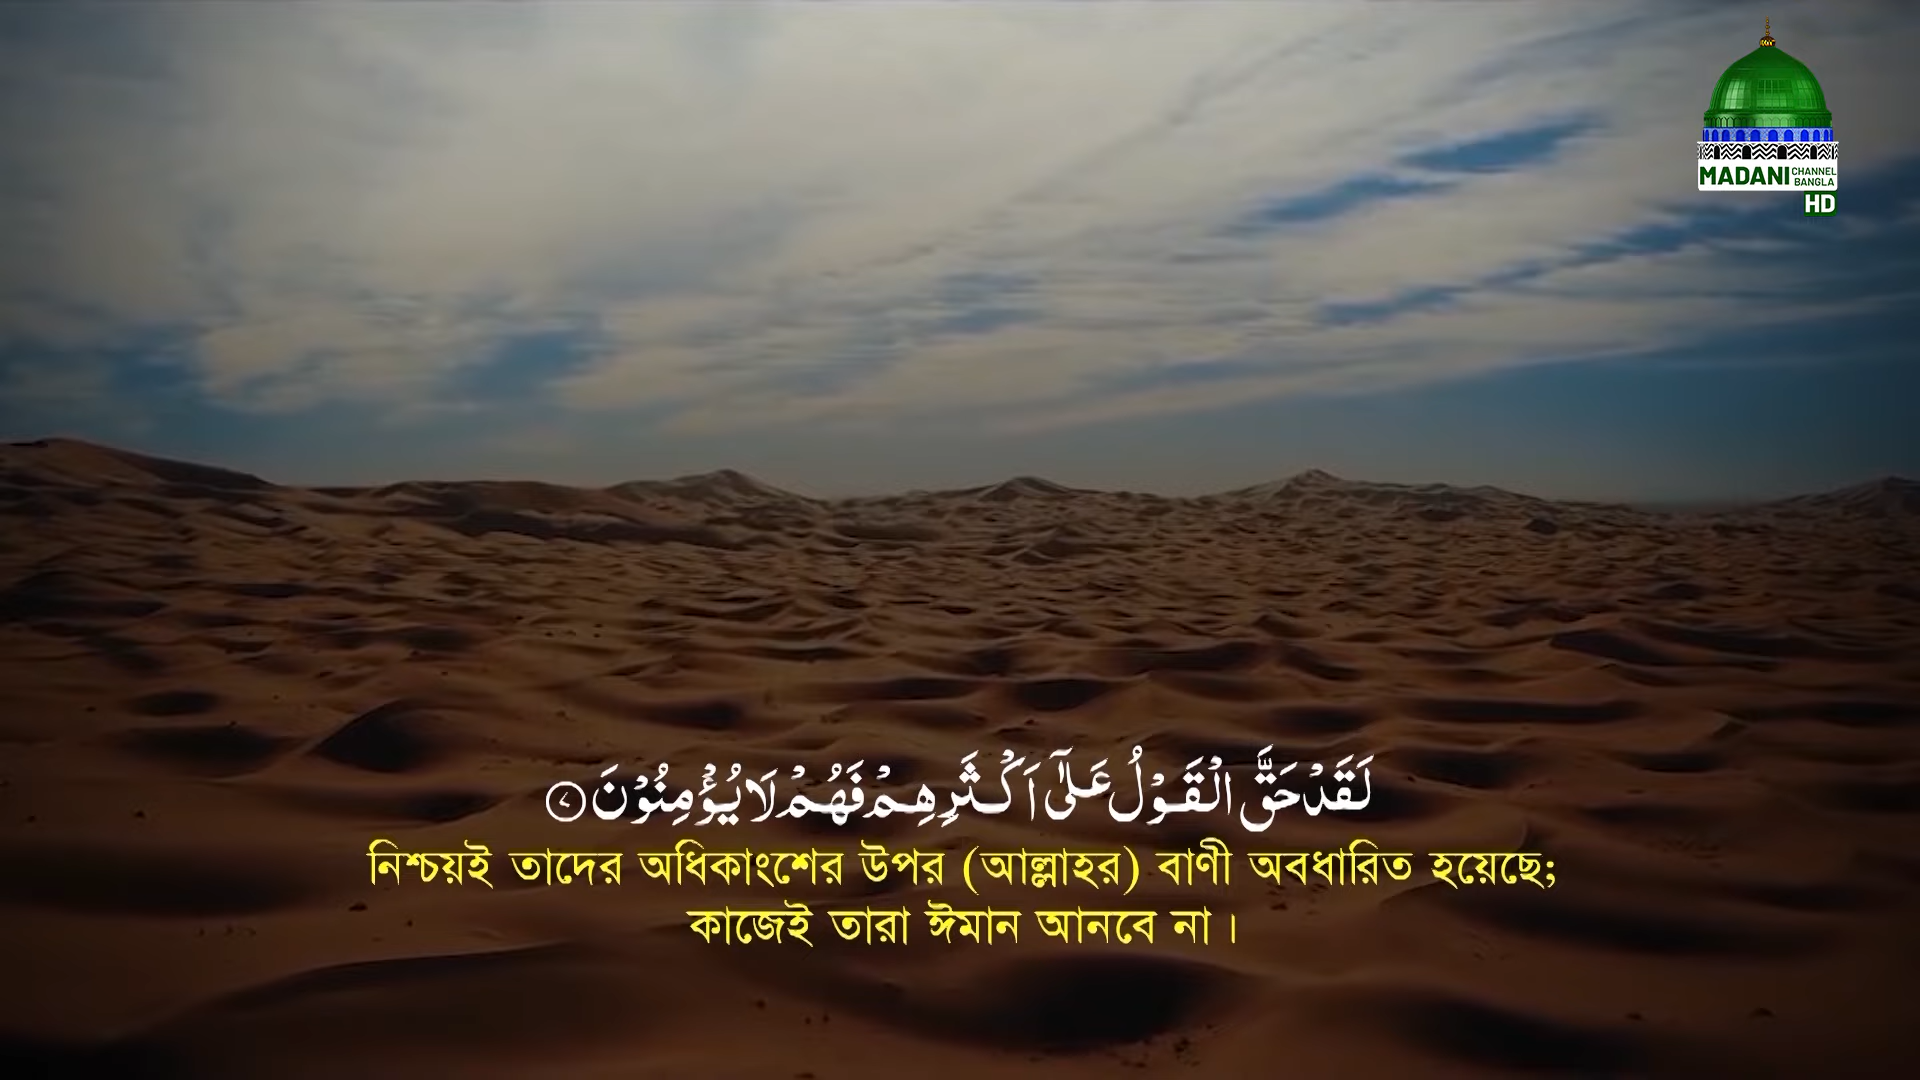 MADANI CHANNEL BANGLA
HD
لَقَدْ حَقَّ الْقَوْلُ عَلٰۤى اَكْثَرِهِمْ فَهُمْ لَا يُؤْمِنُوْنَ ﴿۷﴾
নিশ্চয়ই তাদের অধিকাংশের উপর (আল্লাহর) বাণী অবধারিত হয়েছে;
কাজেই তারা ঈমান আনবে না।